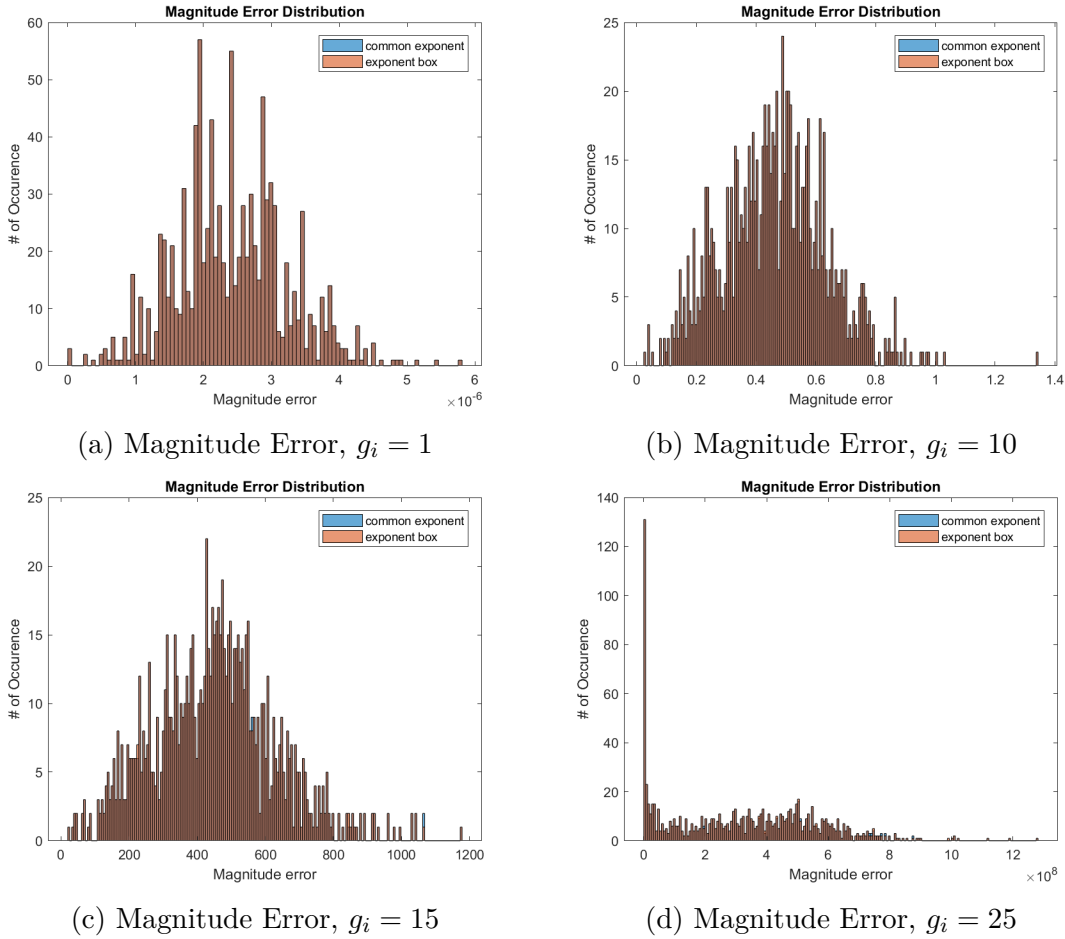 Magnitude Error Distribution
common exponent
exponent box
# of Occurence
60
50
40
30
20
10
0
0 1 2 3 4 5 6
Magnitude error
×10^-6
(a) Magnitude Error, g_i = 1
Magnitude Error Distribution
common exponent
exponent box
# of Occurence
25
20
15
10
5
0
0 0.2 0.4 0.6 0.8 1 1.2 1.4
Magnitude error
(b) Magnitude Error, g_i = 10
Magnitude Error Distribution
common exponent
exponent box
# of Occurence
25
20
15
10
5
0
0 200 400 600 800 1000 1200
Magnitude error
(c) Magnitude Error, g_i = 15
Magnitude Error Distribution
common exponent
exponent box
# of Occurence
140
120
100
80
60
40
20
0
0 2 4 6 8 10 12
Magnitude error
×10^8
(d) Magnitude Error, g_i = 25